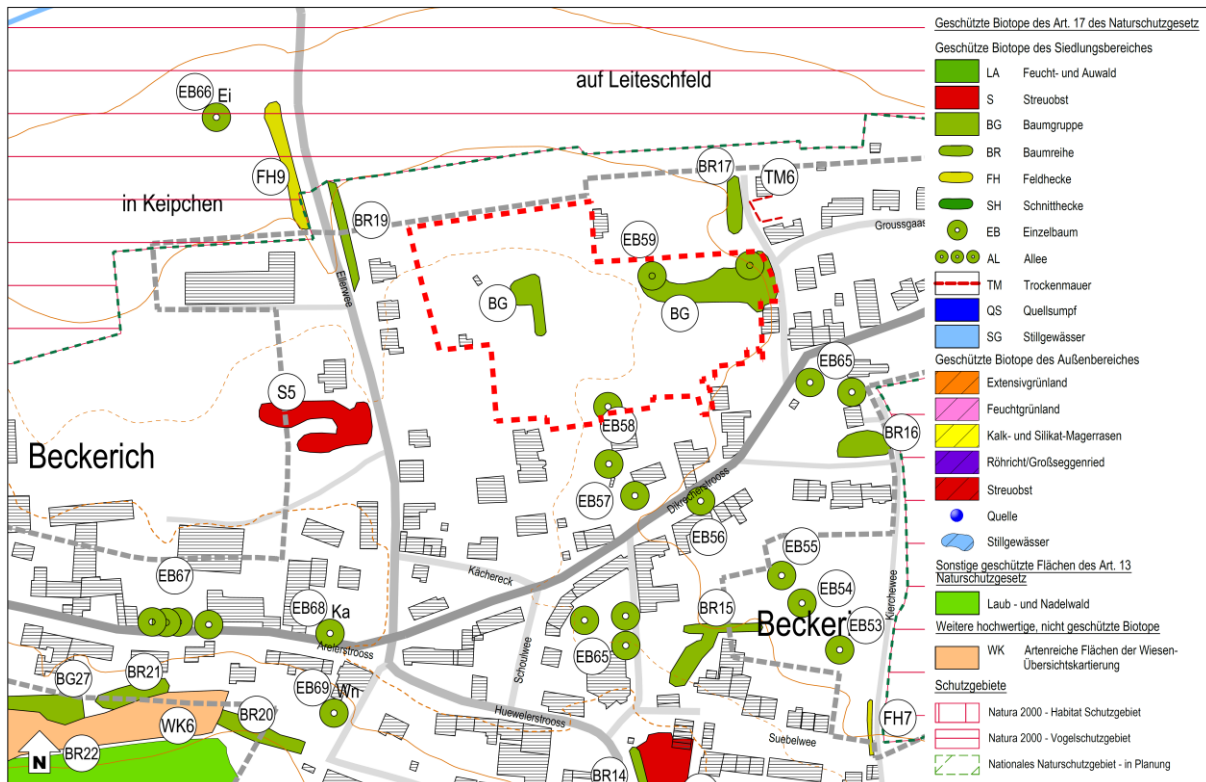 auf Leiteschfeld
EB66
Ei
FH9
in Keipchen
BR19
BR17
TM6
Groussgaas
Ellerwee
EB59
BG
BG
EB65
S5
EB58
BR16
Beckerich
EB57
Dikrecherstrooss
EB56
EB55
EB67
Kächereck
EB54
EB68
Ka
BR15
Beckeri
EB53
Kierchewee
Arelerstrooss
Schoulwee
EB65
BG27
BR21
EB69
Wn
WK6
BR20
Huewelerstrooss
Suebelwee
FH7
N
BR22
BR14
Geschützte Biotope des Art. 17 des Naturschutzgesetz
Geschütze Biotope des Siedlungsbereiches
LA Feucht- und Auwald
S Streuobst
BG Baumgruppe
BR Baumreihe
FH Feldhecke
SH Schnitthecke
EB Einzelbaum
AL Allee
TM Trockenmauer
QS Quellsumpf
SG Stillgewässer
Geschützte Biotope des Außenbereiches
Extensivgrünland
Feuchtgrünland
Kalk- und Silikat-Magerrasen
Röhricht/Großseggenried
Streuobst
Quelle
Stillgewässer
Sonstige geschützte Flächen des Art. 13
Naturschutzgesetz
Laub - und Nadelwald
Weitere hochwertige, nicht geschützte Biotope
WK Artenreiche Flächen der Wiesen-
Übersichtskartierung
Schutzgebiete
Natura 2000 - Habitat Schutzgebiet
Natura 2000 - Vogelschutzgebiet
Nationales Naturschutzgebiet - in Planung